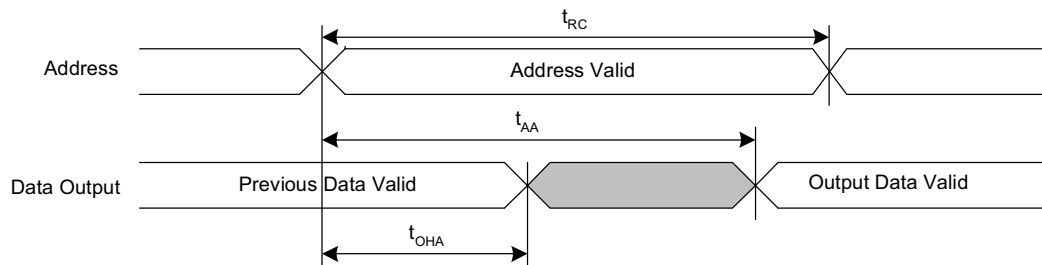 tRC
Address
Address Valid
tAA
Data Output
Previous Data Valid
Output Data Valid
tOHA